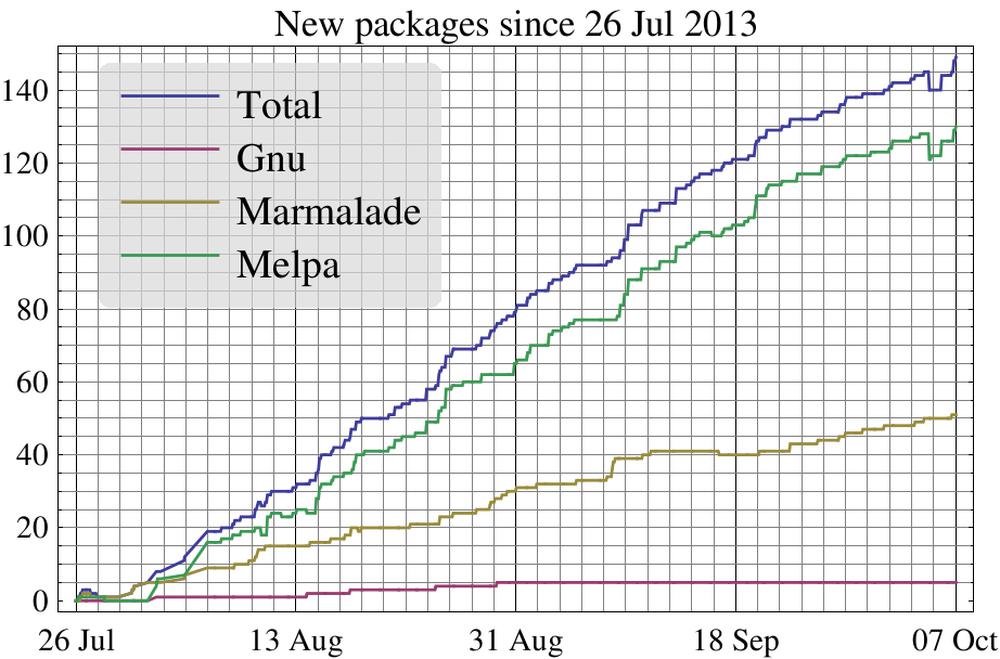 New packages since 26 Jul 2013
140
120
100
80
60
40
20
0
Total
Gnu
Marmalade
Melpa
26 Jul 13 Aug 31 Aug 18 Sep 07 Oct